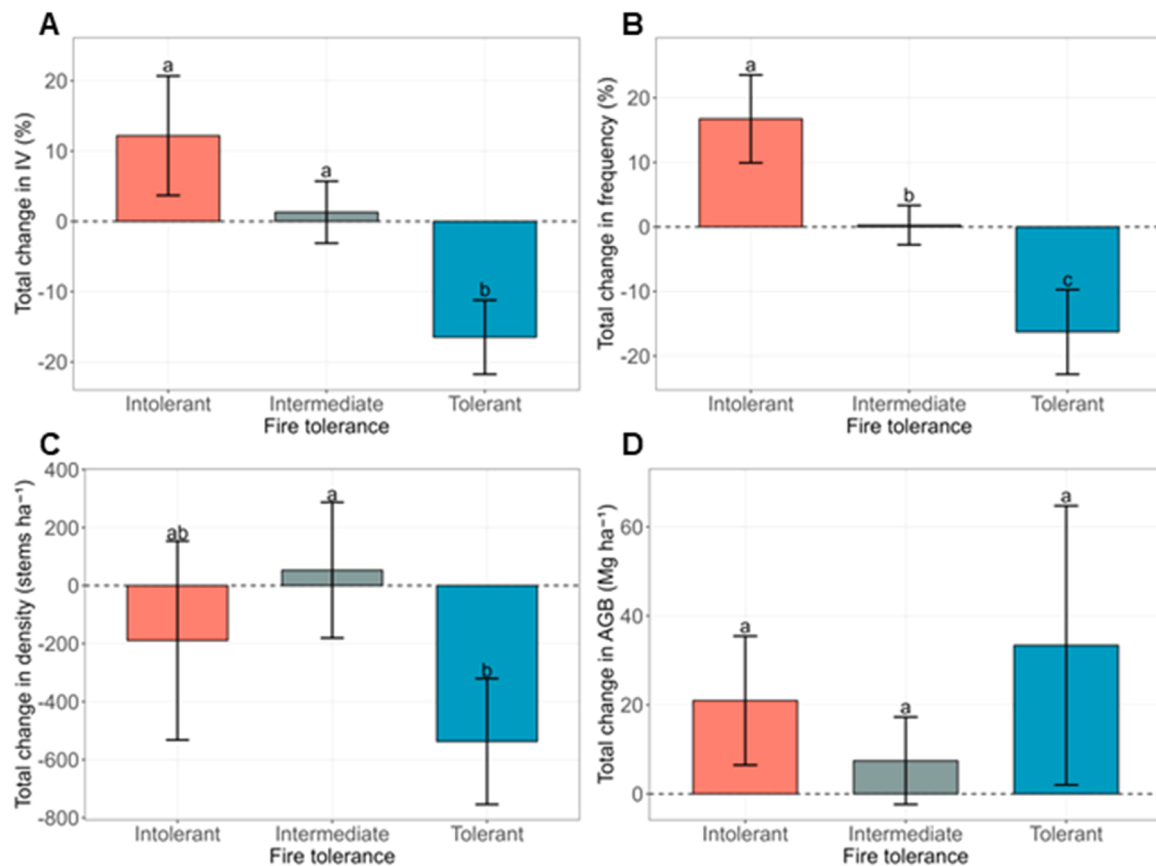 A
Total change in IV (%)
20
10
0
-10
-20
a
a
b
Intolerant Intermediate Tolerant
Fire tolerance
B
Total change in frequency (%)
20
10
0
-10
-20
a
b
c
Intolerant Intermediate Tolerant
Fire tolerance
C
Total change in density (stems ha⁻¹)
400
200
0
-200
-400
-600
-800
ab
a
b
Intolerant Intermediate Tolerant
Fire tolerance
D
Total change in AGB (Mg ha⁻¹)
60
40
20
0
a
a
a
Intolerant Intermediate Tolerant
Fire tolerance